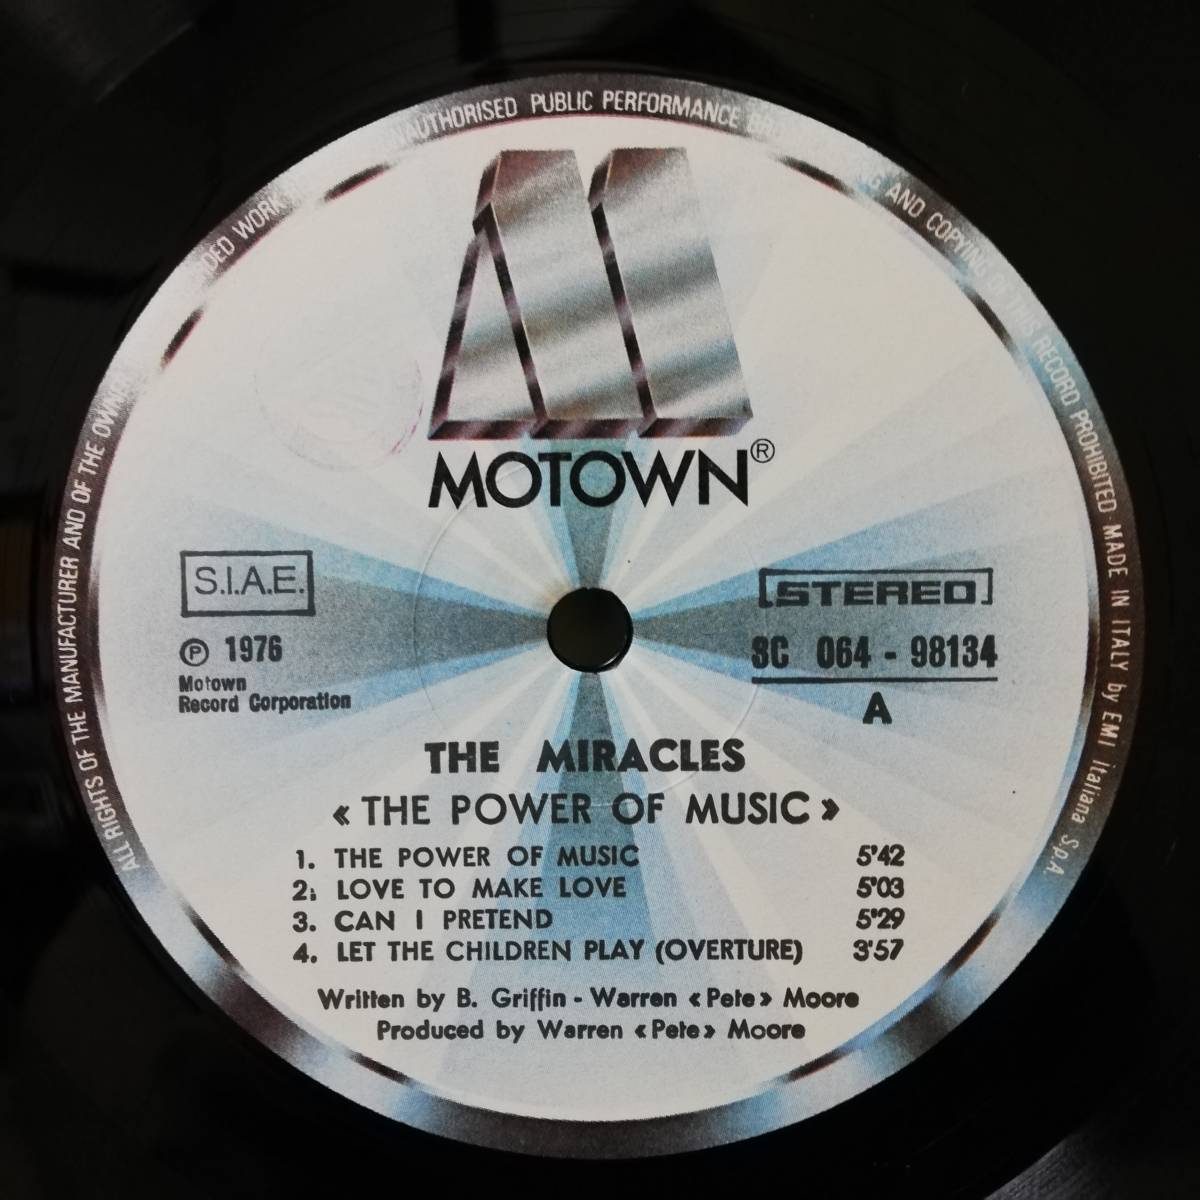 ALL RIGHTS OF THE MANUFACTURER AND OF THE OWNER
WORK
PUBLIC PERFORMANCE
AND COPYING OF THIS RECORD PROHIBITED · MADE IN ITALY by EMI italiana S.p.A.
MOTOWN®
S.I.A.E.
℗ 1976
Motown
Record Corporation
[STEREO]
3C 064 - 98134
A
THE MIRACLES
« THE POWER OF MUSIC »
1. THE POWER OF MUSIC 5'42
2. LOVE TO MAKE LOVE 5'03
3. CAN I PRETEND 5'29
4. LET THE CHILDREN PLAY (OVERTURE) 3'57
Written by B. Griffin - Warren «Pete» Moore
Produced by Warren «Pete» Moore